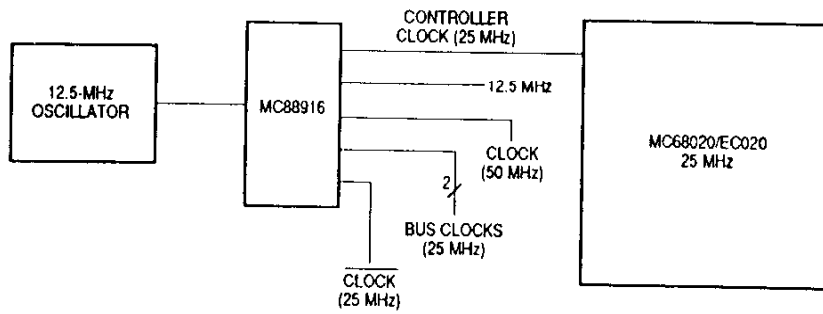 CONTROLLER
CLOCK (25 MHz)
12.5-MHz
OSCILLATOR
MC88916
12.5 MHz
MC68020/EC020
25 MHz
CLOCK
(50 MHz)
2
BUS CLOCKS
(25 MHz)
CLOCK
(25 MHz)